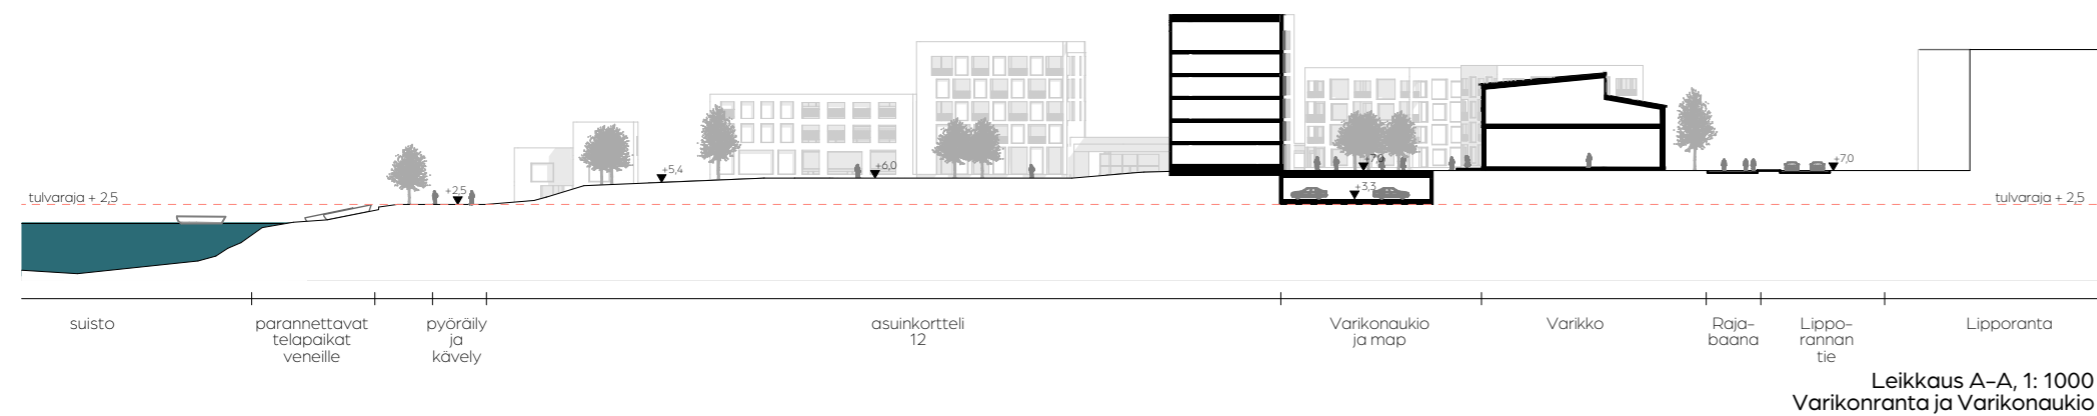 +5,4
+6,0
+7,0
+7,0
+2,5
+3,3
tulvaraja + 2,5
tulvaraja + 2,5
suisto
parannettavat
telapaikat
veneille
pyöräily
ja
kävely
asuinkortteli
12
Varikonaukio
ja map
Varikko
Raja-
baana
Lippo-
rannan
tie
Lipporanta
Leikkaus A-A, 1: 1000
Varikonranta ja Varikonaukio